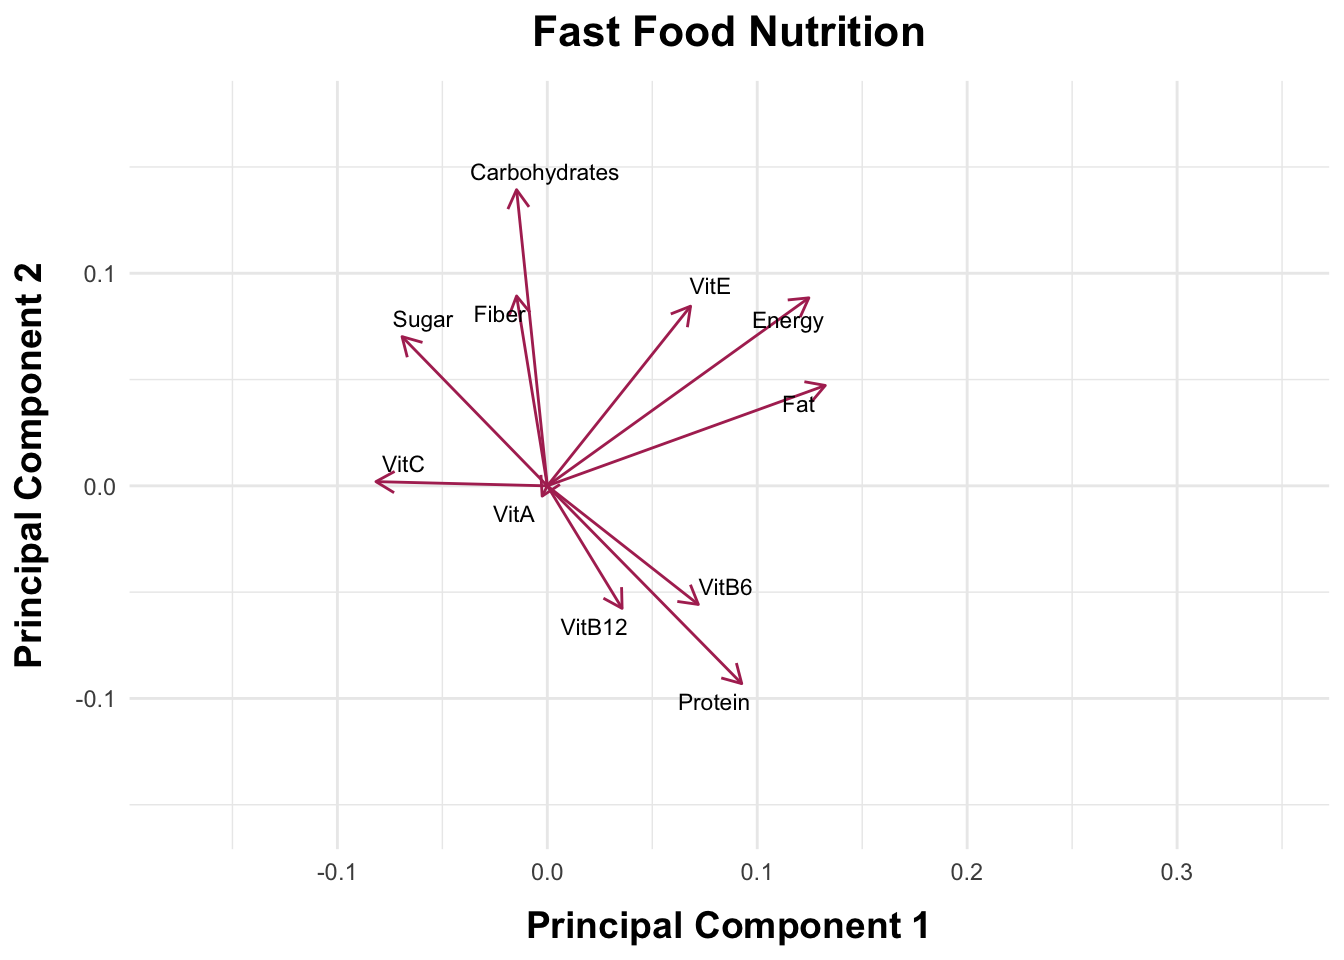 Fast Food Nutrition
Carbohydrates
VitE
0.1
Fiber
Sugar
Energy
Fat
VitC
0.0
VitA
VitB6
VitB12
-0.1
Protein
-0.1 0.0 0.1 0.2 0.3
Principal Component 1
Principal Component 2